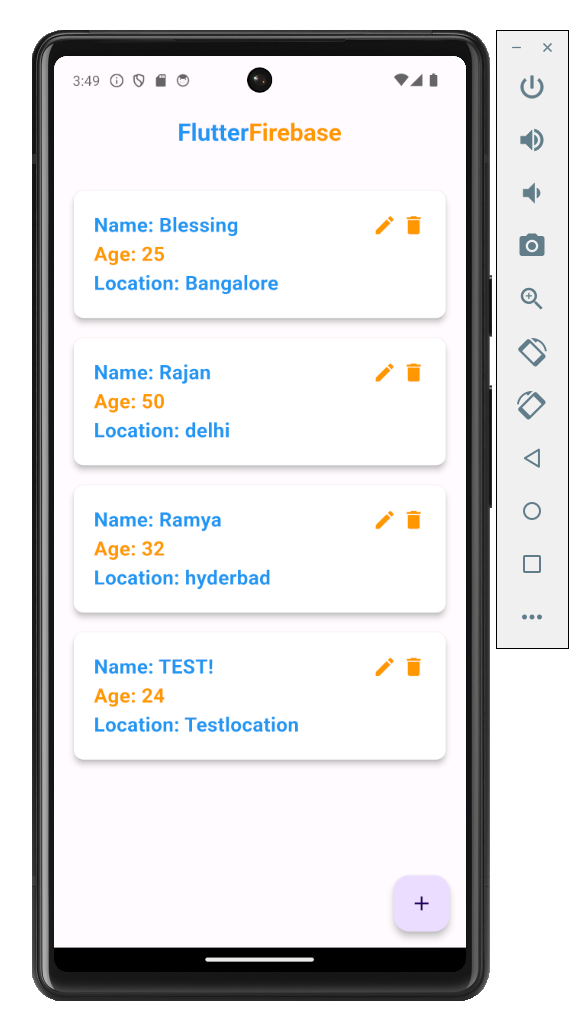 3:49
FlutterFirebase
Name: Blessing
Age: 25
Location: Bangalore
Name: Rajan
Age: 50
Location: delhi
Name: Ramya
Age: 32
Location: hyderbad
Name: TEST!
Age: 24
Location: Testlocation